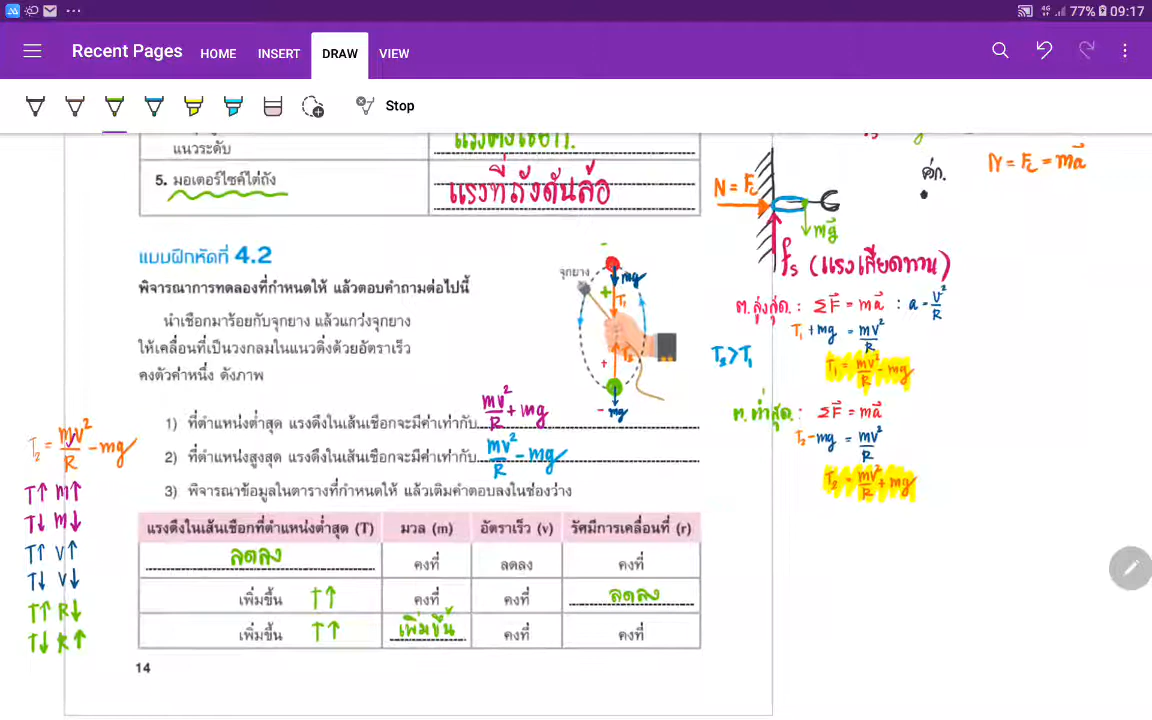 4G 77% 09:17
Recent Pages HOME INSERT DRAW VIEW
Stop
แนวระดับ แรงตึงเชือก.
5. มอเตอร์ไซค์ไต่ถัง แรงที่ถังดันล้อ
N = Fc
mg
fs (แรงเสียดทาน)
N = Fc = ma
แบบฝึกหัดที่ 4.2
พิจารณาการทดลองที่กำหนดให้ แล้วตอบคำถามต่อไปนี้
นำเชือกมาร้อยกับจุกยาง แล้วแกว่งจุกยาง
ให้เคลื่อนที่เป็นวงกลมในแนวดิ่งด้วยอัตราเร็ว
คงตัวค่าหนึ่ง ดังภาพ
จุกยาง
mg
+
T1
T2
+
- mg
T2 > T1
ต. สูงสุด : ΣF = ma : a = v²/R
T1 + mg = mv²/R
T1 = mv²/R - mg
ต. ต่ำสุด : ΣF = ma
T2 - mg = mv²/R
T2 = mv²/R + mg
1) ที่ตำแหน่งต่ำสุด แรงดึงในเส้นเชือกจะมีค่าเท่ากับ mv²/R + mg
2) ที่ตำแหน่งสูงสุด แรงดึงในเส้นเชือกจะมีค่าเท่ากับ mv²/R - mg
3) พิจารณาข้อมูลในตารางที่กำหนดให้ แล้วเติมคำตอบลงในช่องว่าง
T2 = mv²/R - mg
T↑ m↑
T↓ m↓
T↑ V↑
T↓ V↓
T↑ R↓
T↓ R↑
แรงดึงในเส้นเชือกที่ตำแหน่งต่ำสุด (T) มวล (m) อัตราเร็ว (v) รัศมีการเคลื่อนที่ (r)
ลดลง คงที่ ลดลง คงที่
เพิ่มขึ้น T↑ คงที่ คงที่ ลดลง
เพิ่มขึ้น T↑ เพิ่มขึ้น คงที่ คงที่
14